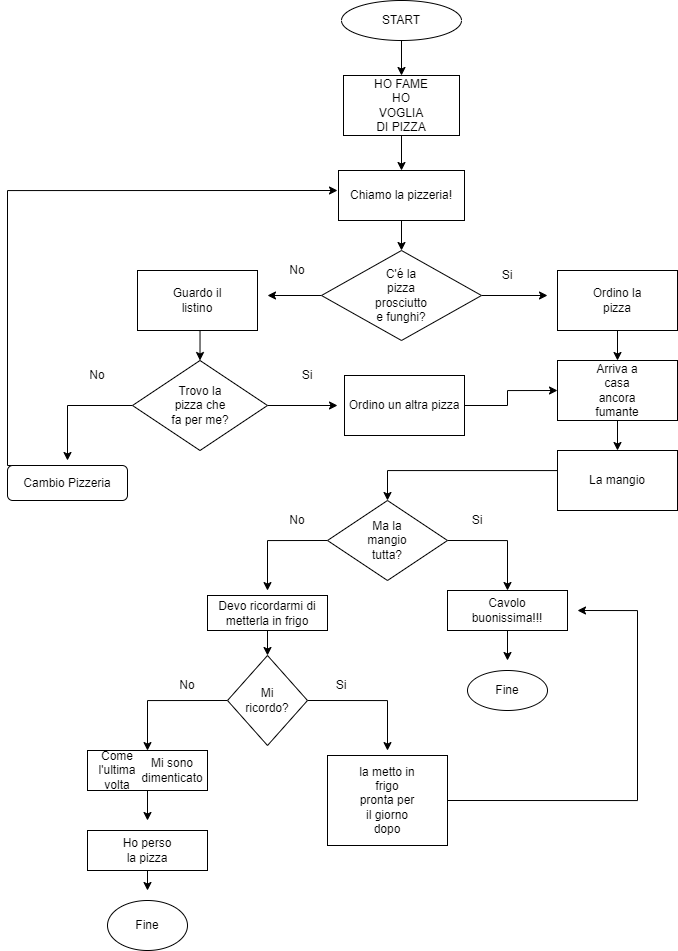 START
HO FAME
HO
VOGLIA
DI PIZZA
Chiamo la pizzeria!
No
C'é la
pizza
prosciutto
e funghi?
Si
Guardo il
listino
Ordino la
pizza
No
Trovo la
pizza che
fa per me?
Si
Ordino un altra pizza
Arriva a
casa
ancora
fumante
Cambio Pizzeria
La mangio
No
Ma la
mangio
tutta?
Si
Devo ricordarmi di
metterla in frigo
Cavolo
buonissima!!!
No
Mi
ricordo?
Si
Fine
Come
l'ultima
volta
Mi sono
dimenticato
la metto in
frigo
pronta per
il giorno
dopo
Ho perso
la pizza
Fine